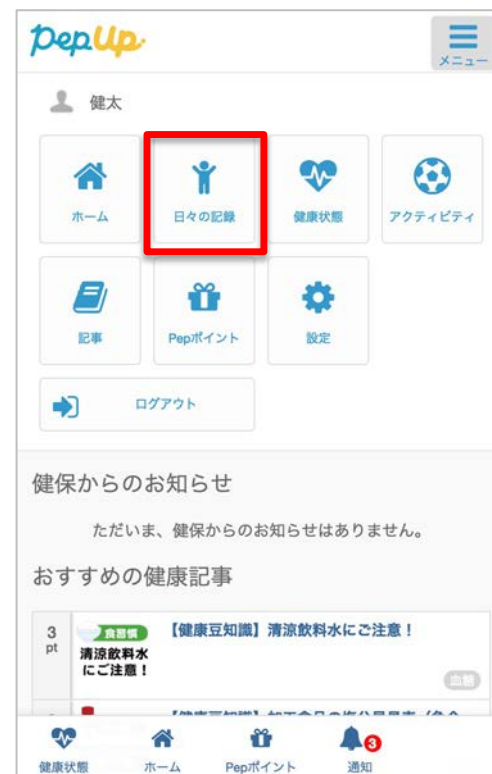 PepUp
メニュー
健太
ホーム
日々の記録
健康状態
アクティビティ
記事
Pepポイント
設定
ログアウト
健保からのお知らせ
ただいま、健保からのお知らせはありません。
おすすめの健康記事
3
pt
食習慣
清涼飲料水
にご注意！
【健康豆知識】清涼飲料水にご注意！
血糖
健康状態
ホーム
Pepポイント
3
通知